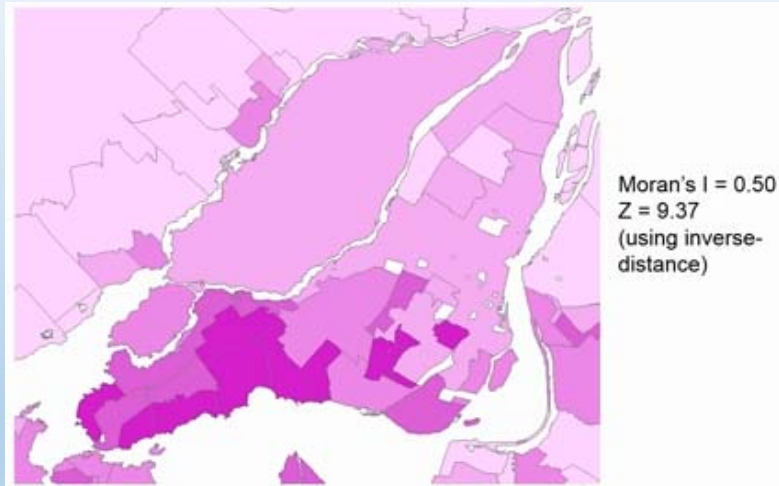 Moran's I = 0.50
Z = 9.37
(using inverse-
distance)